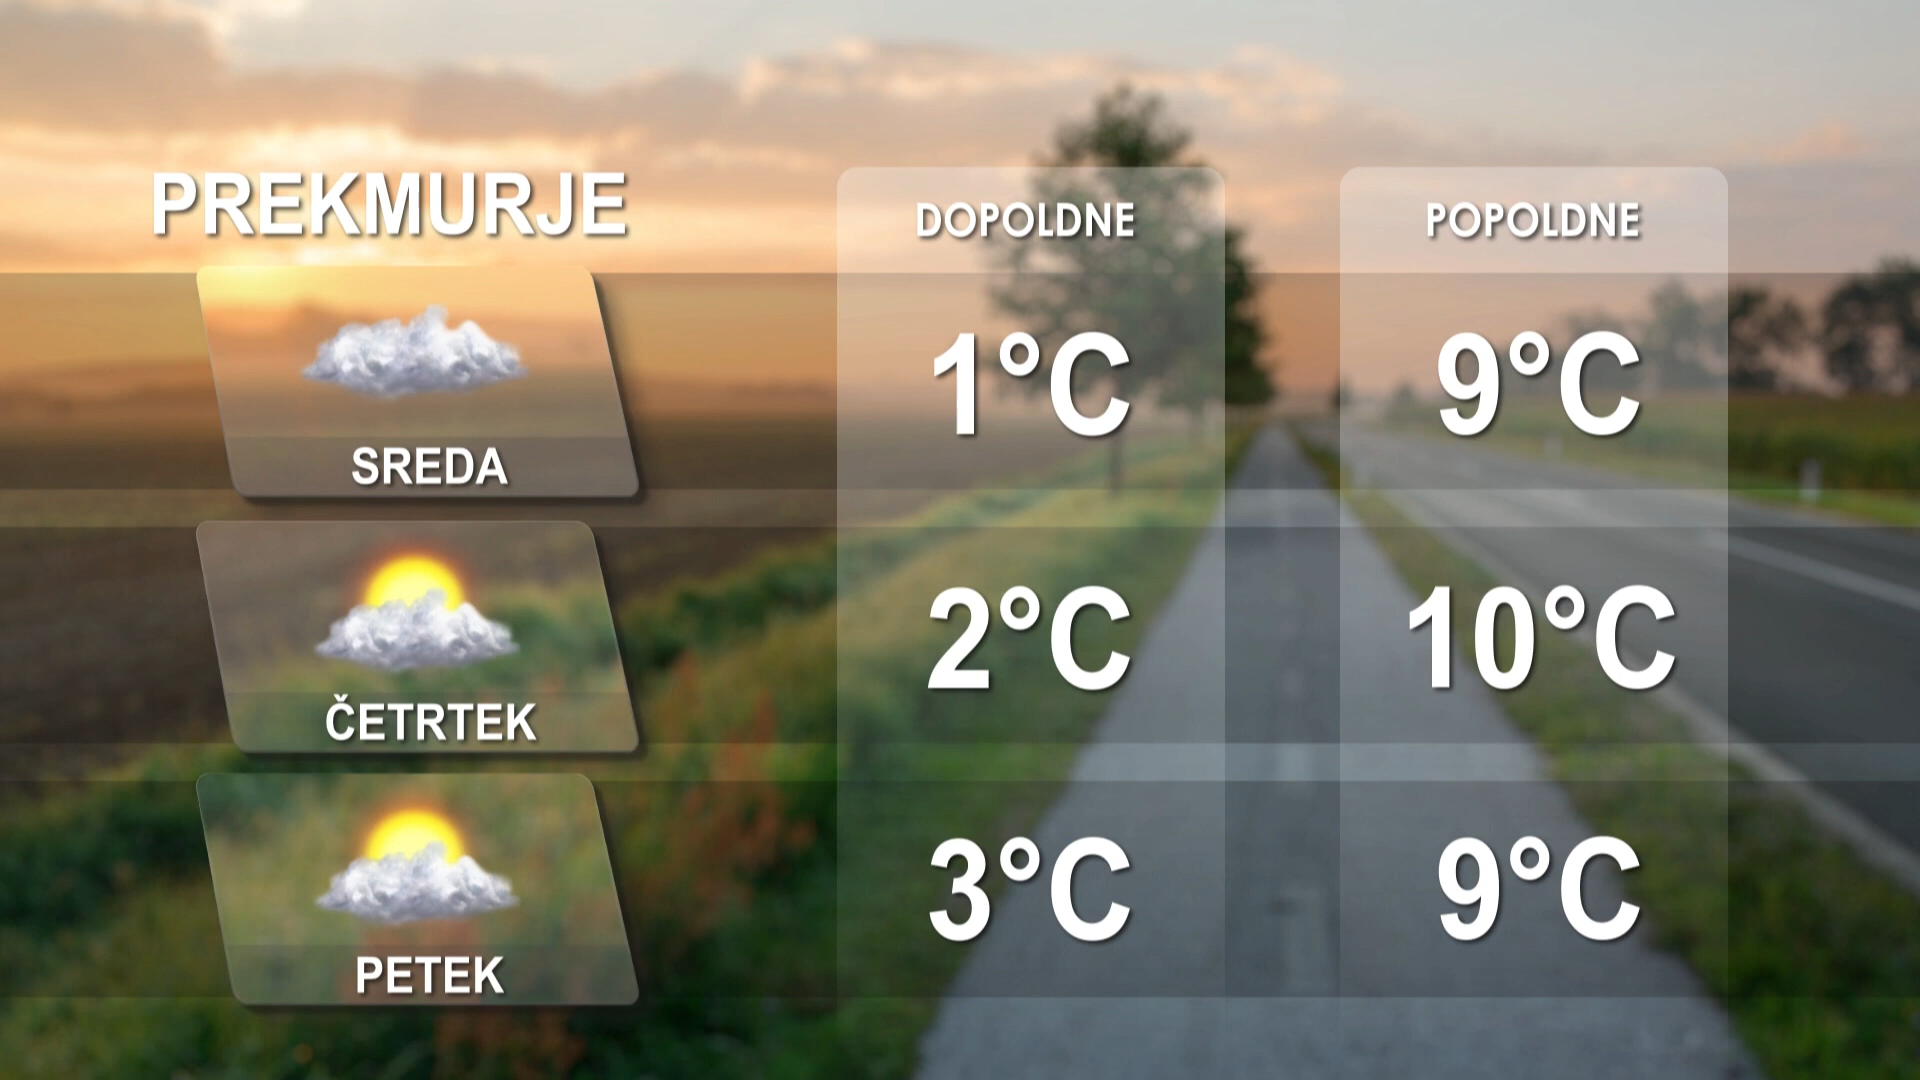 PREKMURJE
DOPOLDNE POPOLDNE
1°C 9°C
SREDA
2°C 10°C
ČETRTEK
3°C 9°C
PETEK